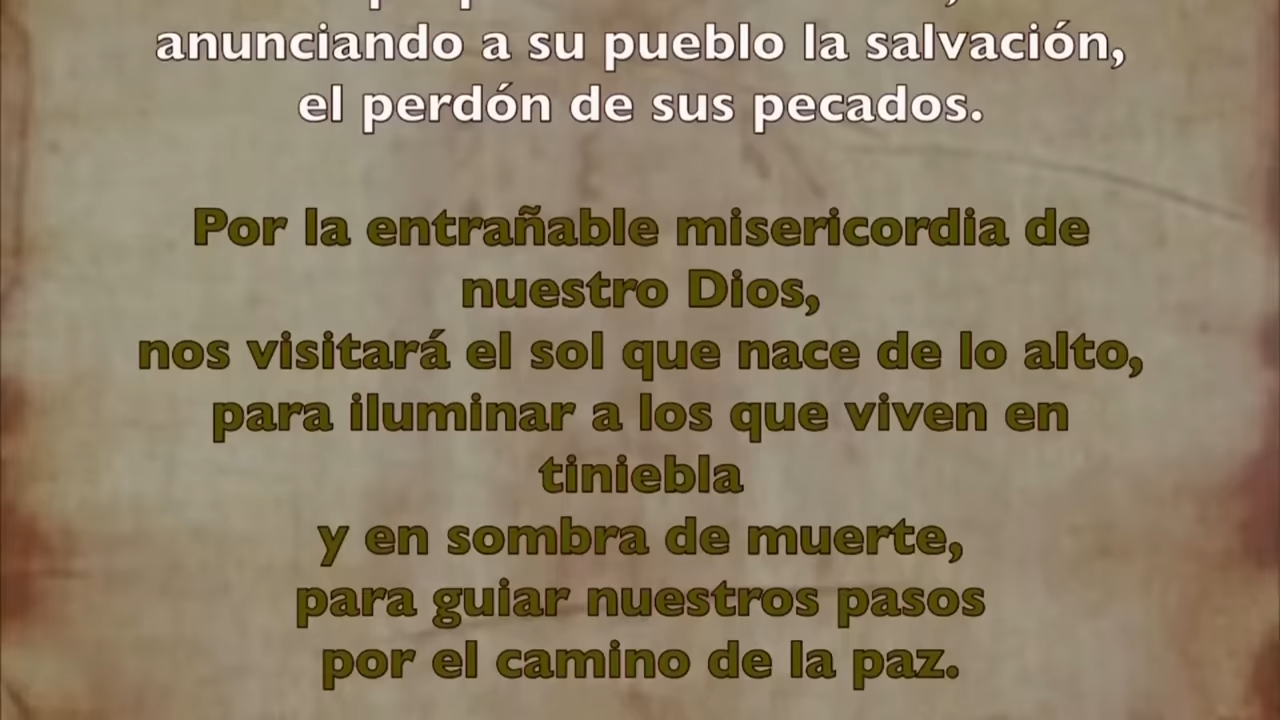 anunciando a su pueblo la salvación,
el perdón de sus pecados.
Por la entrañable misericordia de
nuestro Dios,
nos visitará el sol que nace de lo alto,
para iluminar a los que viven en
tiniebla
y en sombra de muerte,
para guiar nuestros pasos
por el camino de la paz.